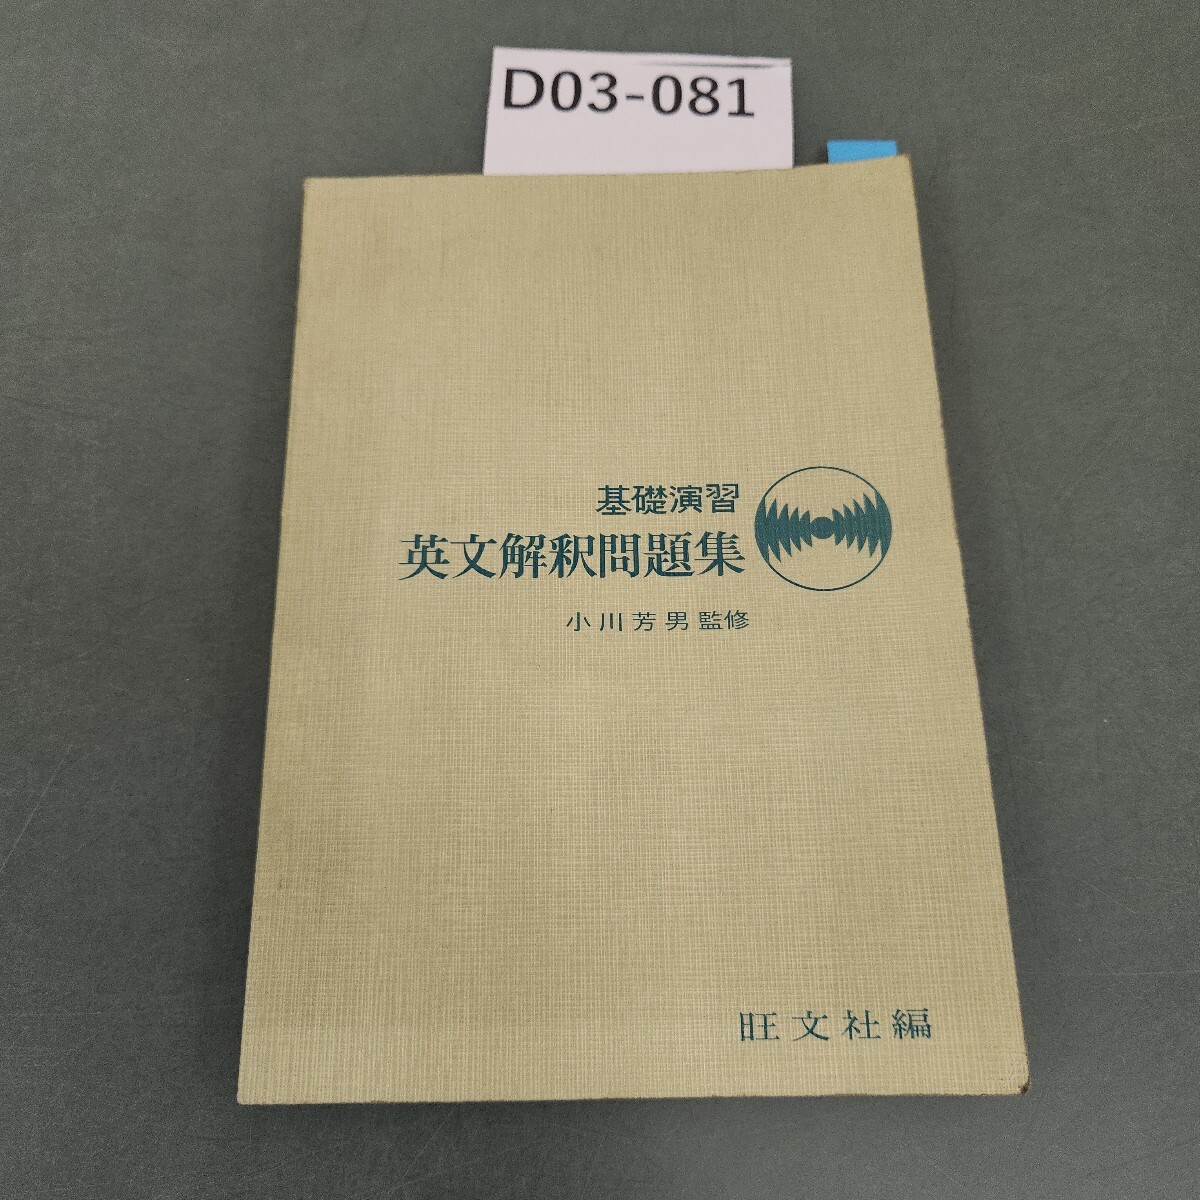 D03-081
基礎演習
英文解釈問題集
小川芳男監修
旺文社編